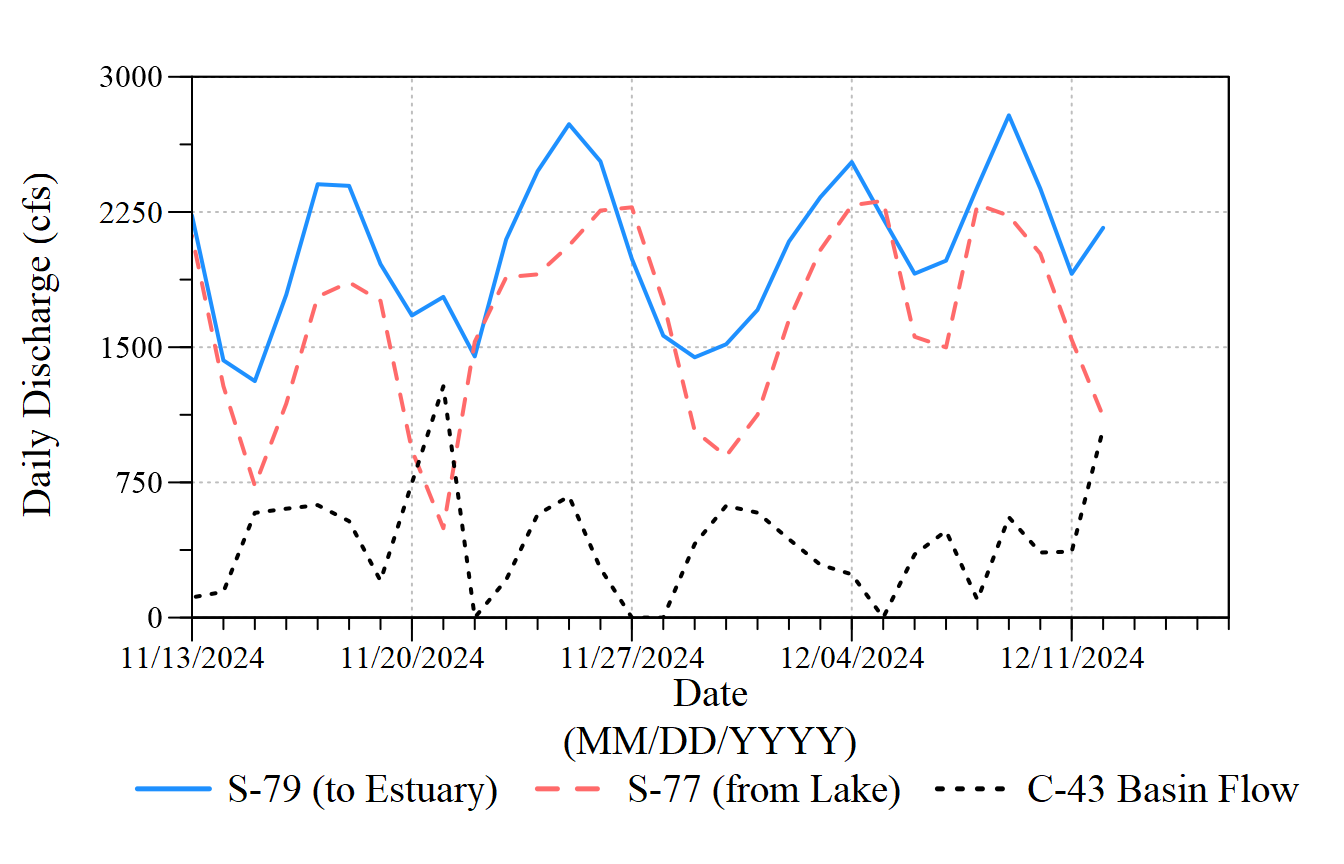 3000
2250
1500
750
0
Daily Discharge (cfs)
11/13/2024 11/20/2024 11/27/2024 12/04/2024 12/11/2024
Date
(MM/DD/YYYY)
S-79 (to Estuary) S-77 (from Lake) C-43 Basin Flow